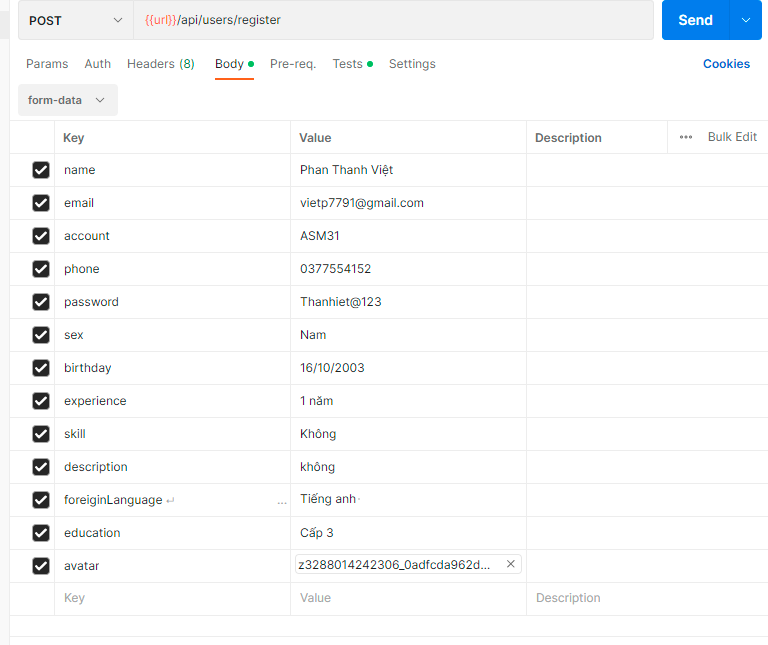 POST {{url}}/api/users/register Send
Params Auth Headers (8) Body Pre-req. Tests Settings Cookies
form-data
Key Value Description ••• Bulk Edit
name Phan Thanh Việt
email vietp7791@gmail.com
account ASM31
phone 0377554152
password Thanhiet@123
sex Nam
birthday 16/10/2003
experience 1 năm
skill Không
description không
foreiginLanguage ↵ ... Tiếng anh
education Cấp 3
avatar z3288014242306_0adfcda962d...
Key Value Description